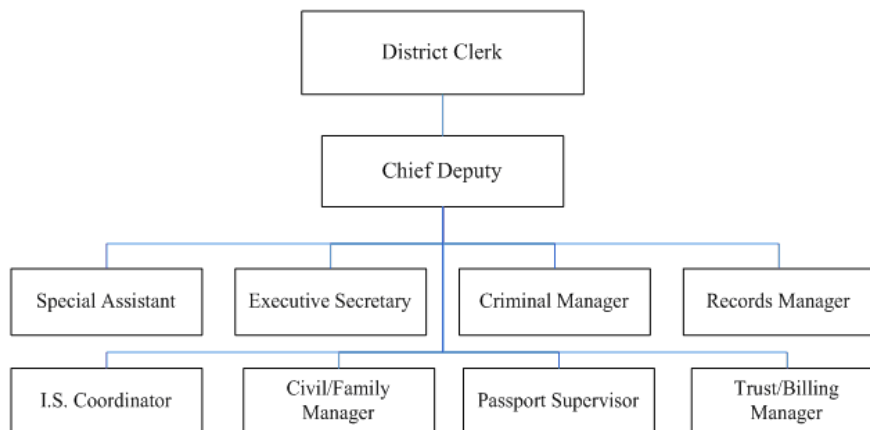 District Clerk
Chief Deputy
Special Assistant
Executive Secretary
Criminal Manager
Records Manager
I.S. Coordinator
Civil/Family
Manager
Passport Supervisor
Trust/Billing
Manager